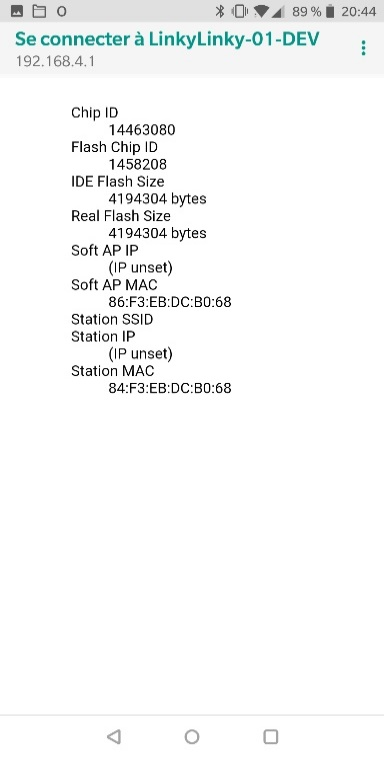 89 % 20:44
Se connecter à LinkyLinky-01-DEV
192.168.4.1
Chip ID
14463080
Flash Chip ID
1458208
IDE Flash Size
4194304 bytes
Real Flash Size
4194304 bytes
Soft AP IP
(IP unset)
Soft AP MAC
86:F3:EB:DC:B0:68
Station SSID
Station IP
(IP unset)
Station MAC
84:F3:EB:DC:B0:68